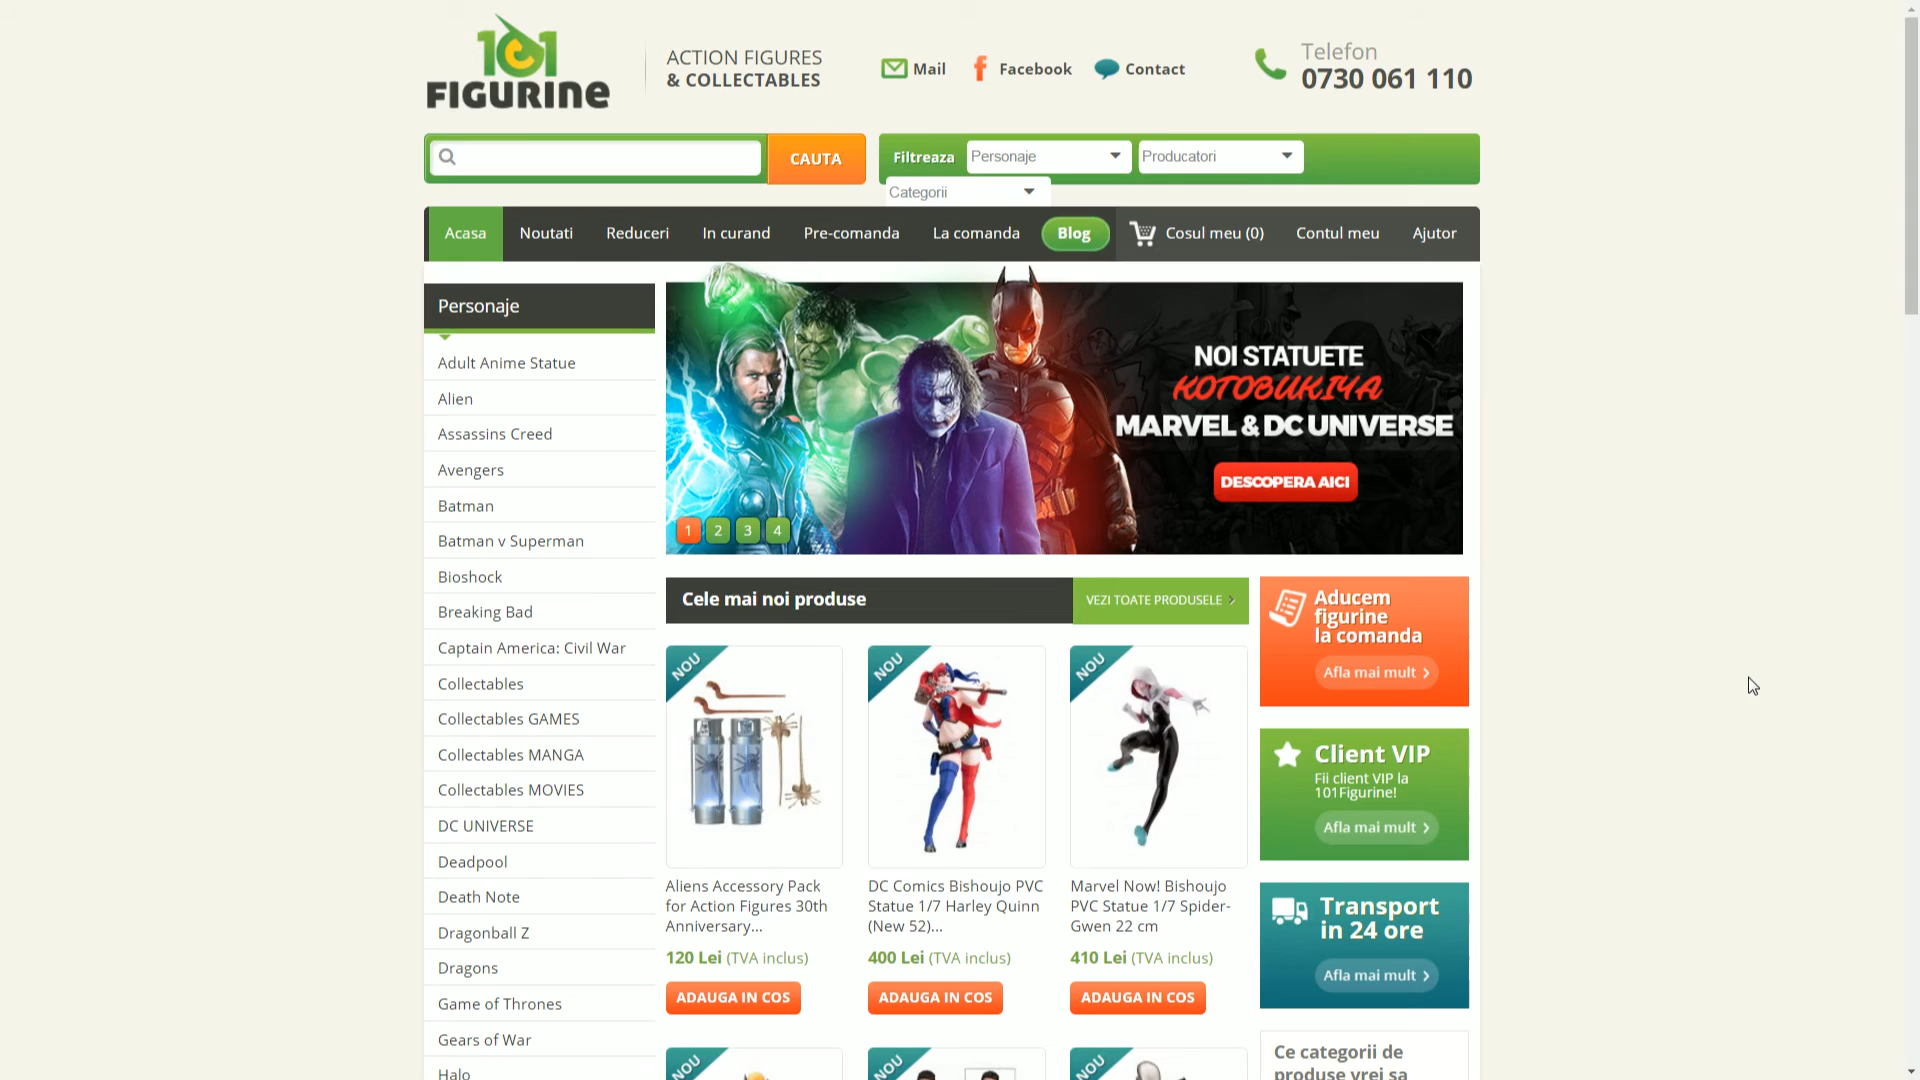 101
FIGURINE
ACTION FIGURES
& COLLECTABLES
Mail
Facebook
Contact
Telefon
0730 061 110
CAUTA
Filtreaza
Personaje
Producatori
Categorii
Acasa
Noutati
Reduceri
In curand
Pre-comanda
La comanda
Blog
Cosul meu (0)
Contul meu
Ajutor
Personaje
Adult Anime Statue
Alien
Assassins Creed
Avengers
Batman
Batman v Superman
Bioshock
Breaking Bad
Captain America: Civil War
Collectables
Collectables GAMES
Collectables MANGA
Collectables MOVIES
DC UNIVERSE
Deadpool
Death Note
Dragonball Z
Dragons
Game of Thrones
Gears of War
Halo
NOI STATUETE
KOTOBUKIYA
MARVEL & DC UNIVERSE
DESCOPERA AICI
1 2 3 4
Cele mai noi produse
VEZI TOATE PRODUSELE >
NOU
Aliens Accessory Pack
for Action Figures 30th
Anniversary...
120 Lei (TVA inclus)
ADAUGA IN COS
NOU
DC Comics Bishoujo PVC
Statue 1/7 Harley Quinn
(New 52)...
400 Lei (TVA inclus)
ADAUGA IN COS
NOU
Marvel Now! Bishoujo
PVC Statue 1/7 Spider-
Gwen 22 cm
410 Lei (TVA inclus)
ADAUGA IN COS
NOU
NOU
NOU
Aducem
figurine
la comanda
Afla mai mult >
Client VIP
Fii client VIP la
101Figurine!
Afla mai mult >
Transport
in 24 ore
Afla mai mult >
Ce categorii de
produse vrei sa